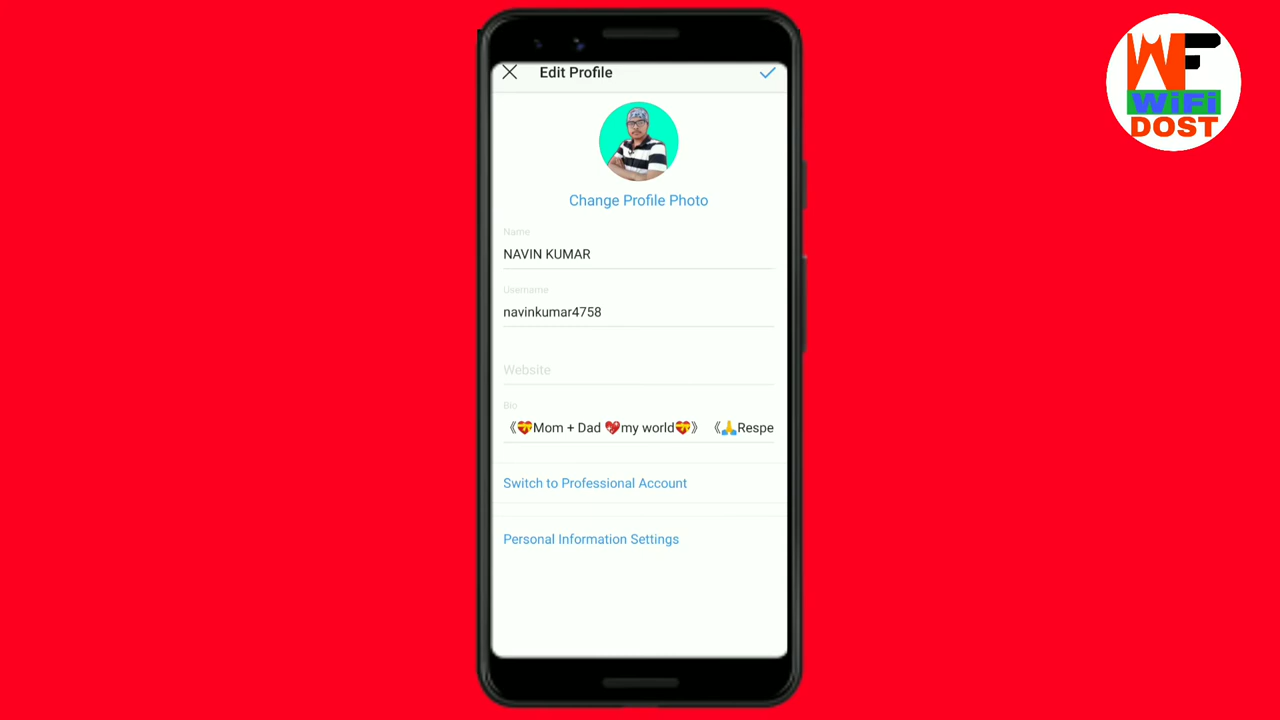 Edit Profile
WF
WiFi
DOST
Change Profile Photo
Name
NAVIN KUMAR
Username
navinkumar4758
Website
Bio
《💝Mom + Dad 💖my world💝》 《🙏Respe
Switch to Professional Account
Personal Information Settings